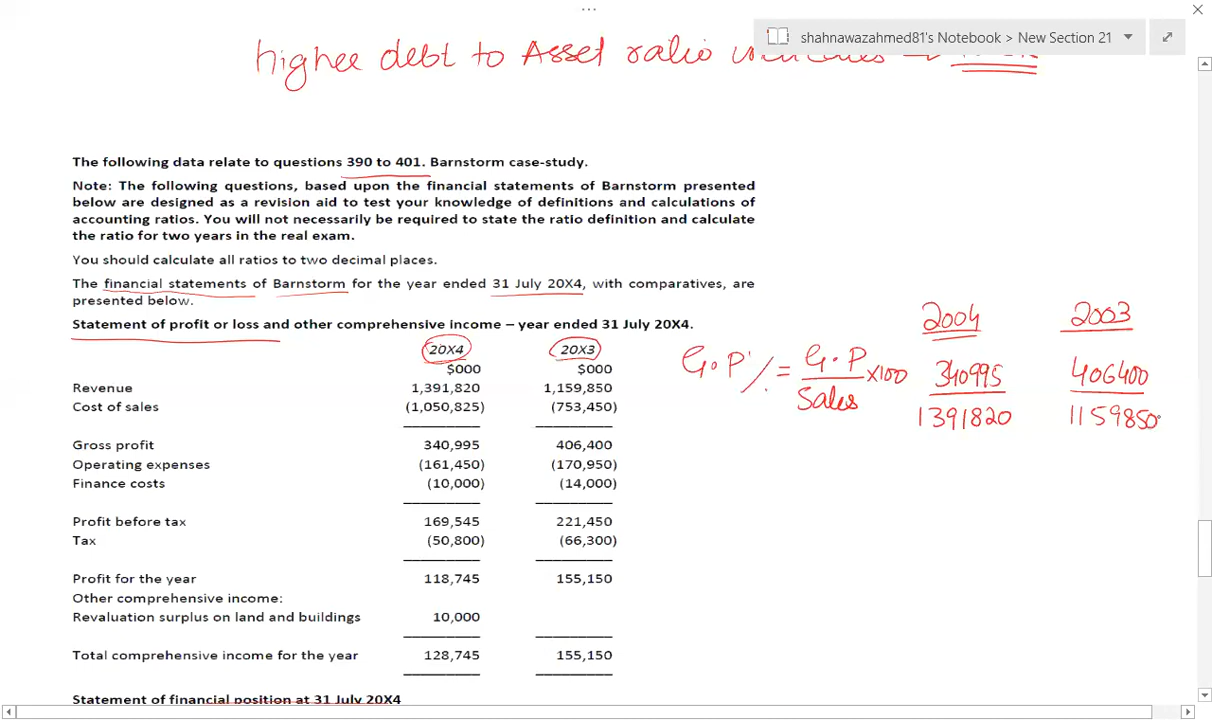 shahnawazahmed81's Notebook > New Section 21
higher debt to Asset ratio
The following data relate to questions 390 to 401. Barnstorm case-study.
Note: The following questions, based upon the financial statements of Barnstorm presented
below are designed as a revision aid to test your knowledge of definitions and calculations of
accounting ratios. You will not necessarily be required to state the ratio definition and calculate
the ratio for two years in the real exam.
You should calculate all ratios to two decimal places.
The financial statements of Barnstorm for the year ended 31 July 20X4, with comparatives, are
presented below.
Statement of profit or loss and other comprehensive income – year ended 31 July 20X4.
20X4 20X3
$000 $000
Revenue 1,391,820 1,159,850
Cost of sales (1,050,825) (753,450)
Gross profit 340,995 406,400
Operating expenses (161,450) (170,950)
Finance costs (10,000) (14,000)
Profit before tax 169,545 221,450
Tax (50,800) (66,300)
Profit for the year 118,745 155,150
Other comprehensive income:
Revaluation surplus on land and buildings 10,000
Total comprehensive income for the year 128,745 155,150
Statement of financial position at 31 July 20X4
2004 2003
G.P % = G.P x100 340995 406400
Sales 1391820 1159850